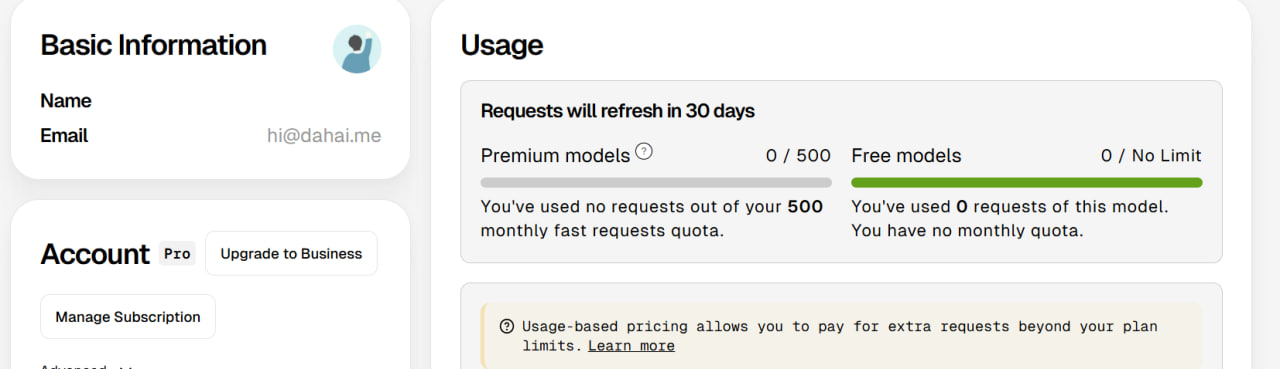 Basic Information
Name
Email hi@dahai.me
Account Pro Upgrade to Business
Manage Subscription
Advanced
Usage
Requests will refresh in 30 days
Premium models ? 0 / 500
You've used no requests out of your 500
monthly fast requests quota.
Free models 0 / No Limit
You've used 0 requests of this model.
You have no monthly quota.
? Usage-based pricing allows you to pay for extra requests beyond your plan
limits. Learn more